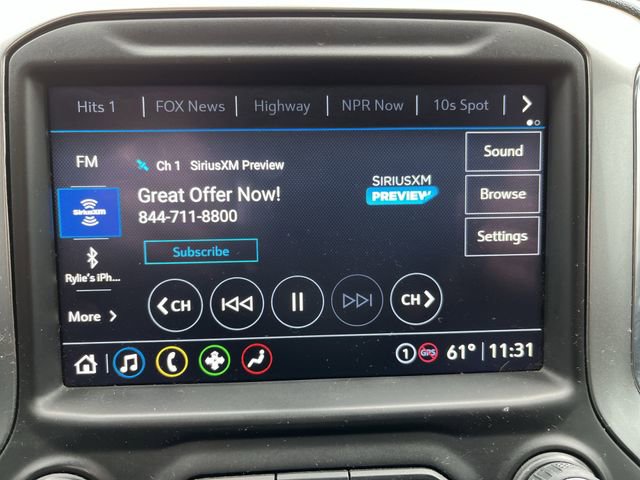 Hits 1 FOX News Highway NPR Now 10s Spot
FM
Ch 1 SiriusXM Preview
SIRIUSXM
PREVIEW
Sound
SiriusXM
Great Offer Now!
844-711-8800
Browse
Subscribe
Settings
Rylie's iPh...
More
CH
CH
1 GPS 61° 11:31